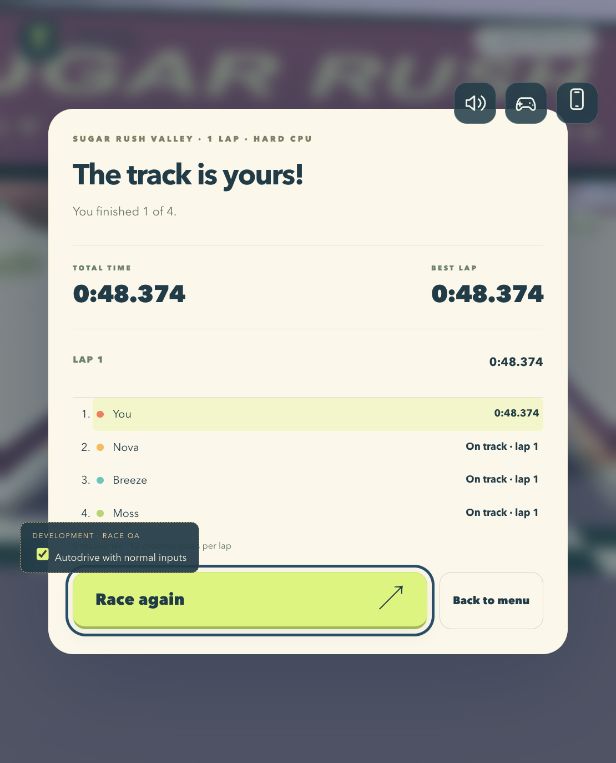 SUGAR RUSH
SUGAR RUSH VALLEY · 1 LAP · HARD CPU
The track is yours!
You finished 1 of 4.
TOTAL TIME
BEST LAP
0:48.374
0:48.374
LAP 1
0:48.374
1. You 0:48.374
2. Nova On track · lap 1
3. Breeze On track · lap 1
4. Moss On track · lap 1
per lap
DEVELOPMENT · RACE QA
Autodrive with normal inputs
Race again
Back to menu